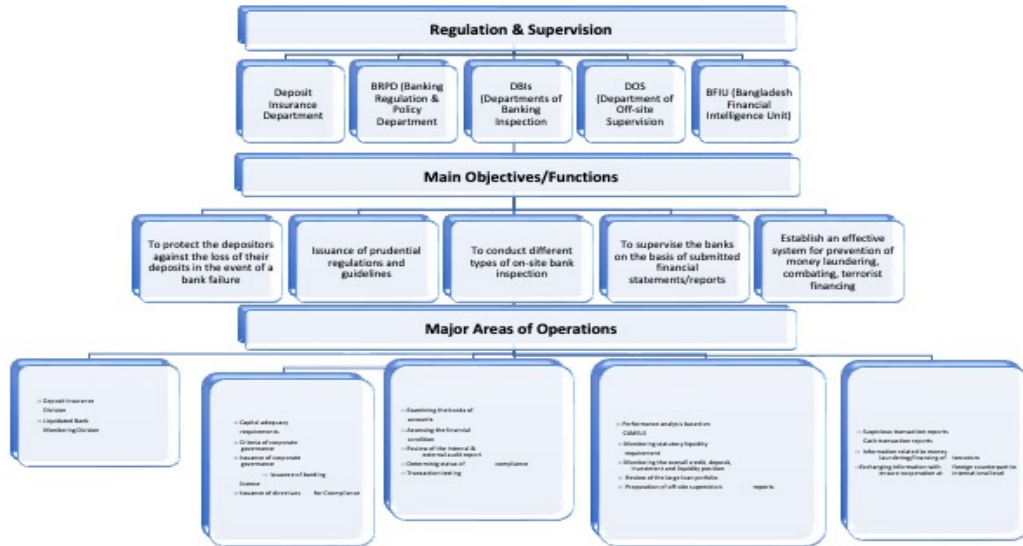 Regulation & Supervision
Deposit
Insurance
Department
BRPD (Banking
Regulation &
Policy
Department
DBIs
(Departments of
Banking
Inspection
DOS
(Department of
Off-site
Supervision
BFIU (Bangladesh
Financial
Intelligence Unit)
Main Objectives/Functions
To protect the depositors
against the loss of their
deposits in the event of a
bank failure
Issuance of prudential
regulations and
guidelines
To conduct different
types of on-site bank
inspection
To supervise the banks
on the basis of submitted
financial
statements/reports
Establish an effective
system for prevention of
money laundering,
combating, terrorist
financing
Major Areas of Operations
Deposit Insurance
Division
Liquidated Bank
Monitoring Division
Capital adequacy
requirements
Criteria of corporate
governance
Issuance of corporate
governance
Issuance of banking
license
Issuance of directives for Compliance
Examining the books of
accounts
Assessing the financial
condition
Review of the internal &
external audit report
Determinig status of compliance
Transaction testing
Performance analysis based on
CAMELS
Monitoring statutory liquidity
requirement
Monitoring the overall credit, deposit,
investment and liquidity position
Review of the large loan portfolio
Preparation of off-site supervision reports
Suspicious transaction reports
Cash transaction reports
Information related to money
laundering/financing of terrorism
Exchanging information with foreign counterpart to
ensure cooperation at international level